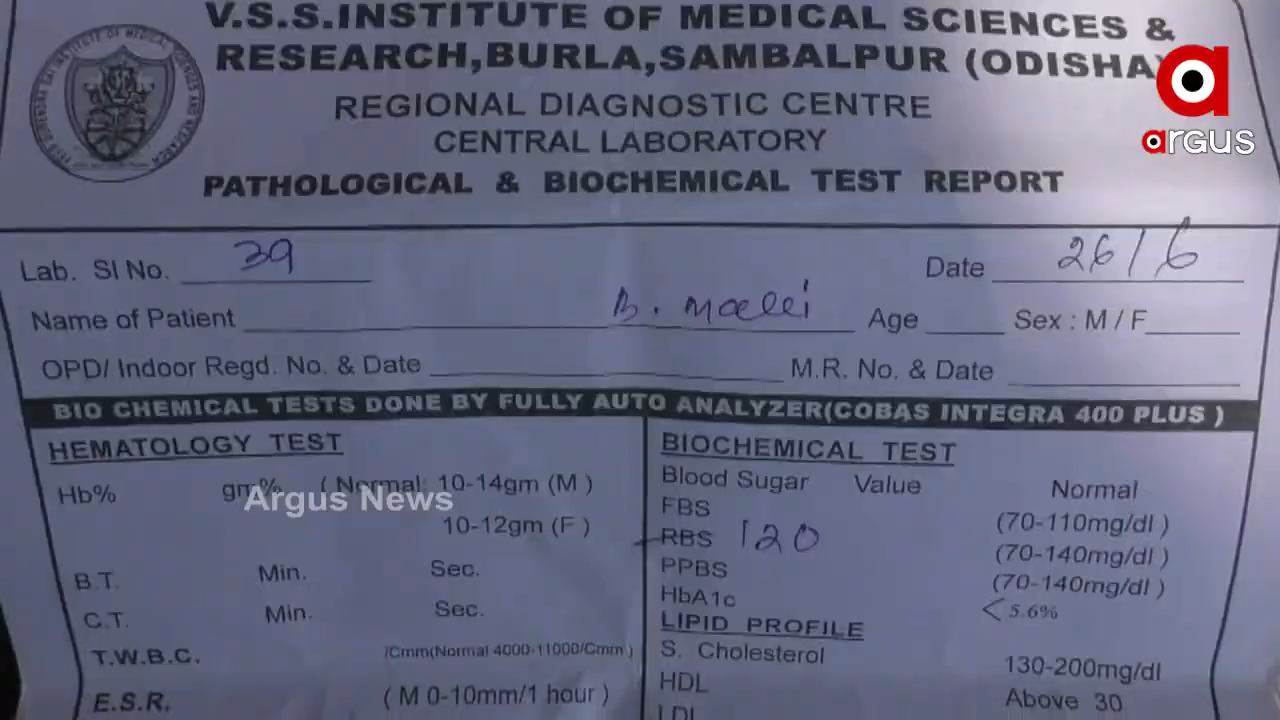 V.S.S.INSTITUTE OF MEDICAL SCIENCES &
RESEARCH,BURLA,SAMBALPUR (ODISHA
argus
REGIONAL DIAGNOSTIC CENTRE
CENTRAL LABORATORY
PATHOLOGICAL & BIOCHEMICAL TEST REPORT
Lab. Sl No. 39 Date 26/6
Name of Patient B. Age Sex : M / F
OPD/ Indoor Regd. No. & Date M.R. No. & Date
BIO CHEMICAL TESTS DONE BY FULLY AUTO ANALYZER(COBAS INTEGRA 400 PLUS )
HEMATOLOGY TEST
Hb% gm% ( Normal: 10-14gm (M )
Argus News
10-12gm (F )
B.T. Min. Sec.
C.T. Min. Sec.
T.W.B.C. /Cmm(Normal 4000-11000/Cmm )
E.S.R. ( M 0-10mm/1 hour )
BIOCHEMICAL TEST
Blood Sugar Value Normal
FBS (70-110mg/dl )
RBS 120 (70-140mg/dl )
PPBS (70-140mg/dl )
HbA1c < 5.6%
LIPID PROFILE
S. Cholesterol 130-200mg/dl
HDL Above 30
LDL